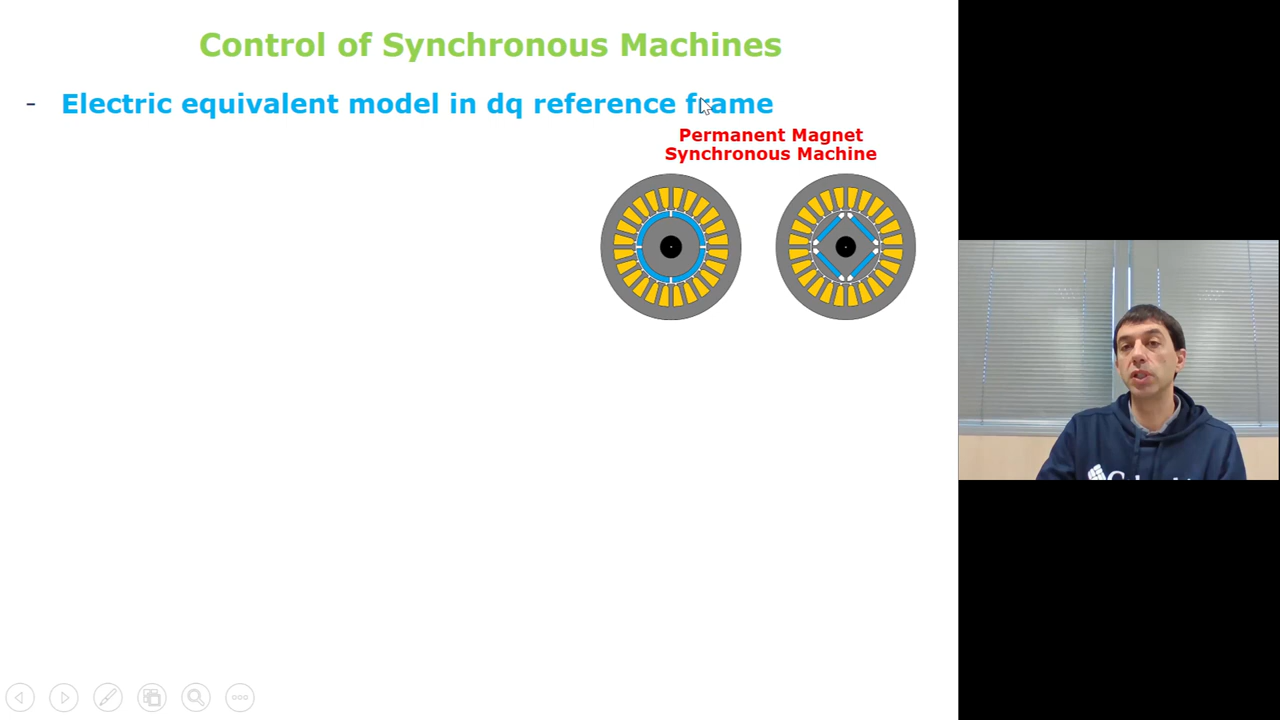 Control of Synchronous Machines
- Electric equivalent model in dq reference frame
Permanent Magnet
Synchronous Machine